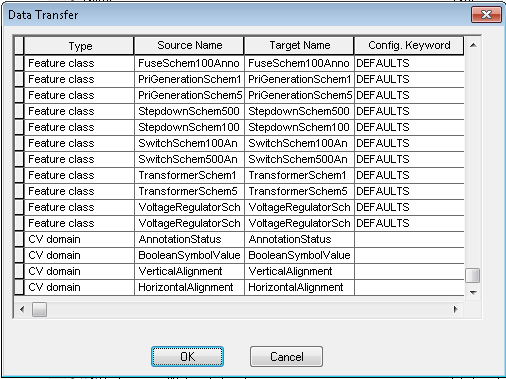 Data Transfer
Type Source Name Target Name Config. Keyword
Feature class FuseSchem100Anno FuseSchem100Anno DEFAULTS
Feature class PriGenerationSchem1 PriGenerationSchem1 DEFAULTS
Feature class PriGenerationSchem5 PriGenerationSchem5 DEFAULTS
Feature class StepdownSchem500 StepdownSchem500 DEFAULTS
Feature class StepdownSchem100 StepdownSchem100 DEFAULTS
Feature class SwitchSchem100An SwitchSchem100An DEFAULTS
Feature class SwitchSchem500An SwitchSchem500An DEFAULTS
Feature class TransformerSchem1 TransformerSchem1 DEFAULTS
Feature class TransformerSchem5 TransformerSchem5 DEFAULTS
Feature class VoltageRegulatorSch VoltageRegulatorSch DEFAULTS
Feature class VoltageRegulatorSch VoltageRegulatorSch DEFAULTS
CV domain AnnotationStatus AnnotationStatus
CV domain BooleanSymbolValue BooleanSymbolValue
CV domain VerticalAlignment VerticalAlignment
CV domain HorizontalAlignment HorizontalAlignment
OK Cancel